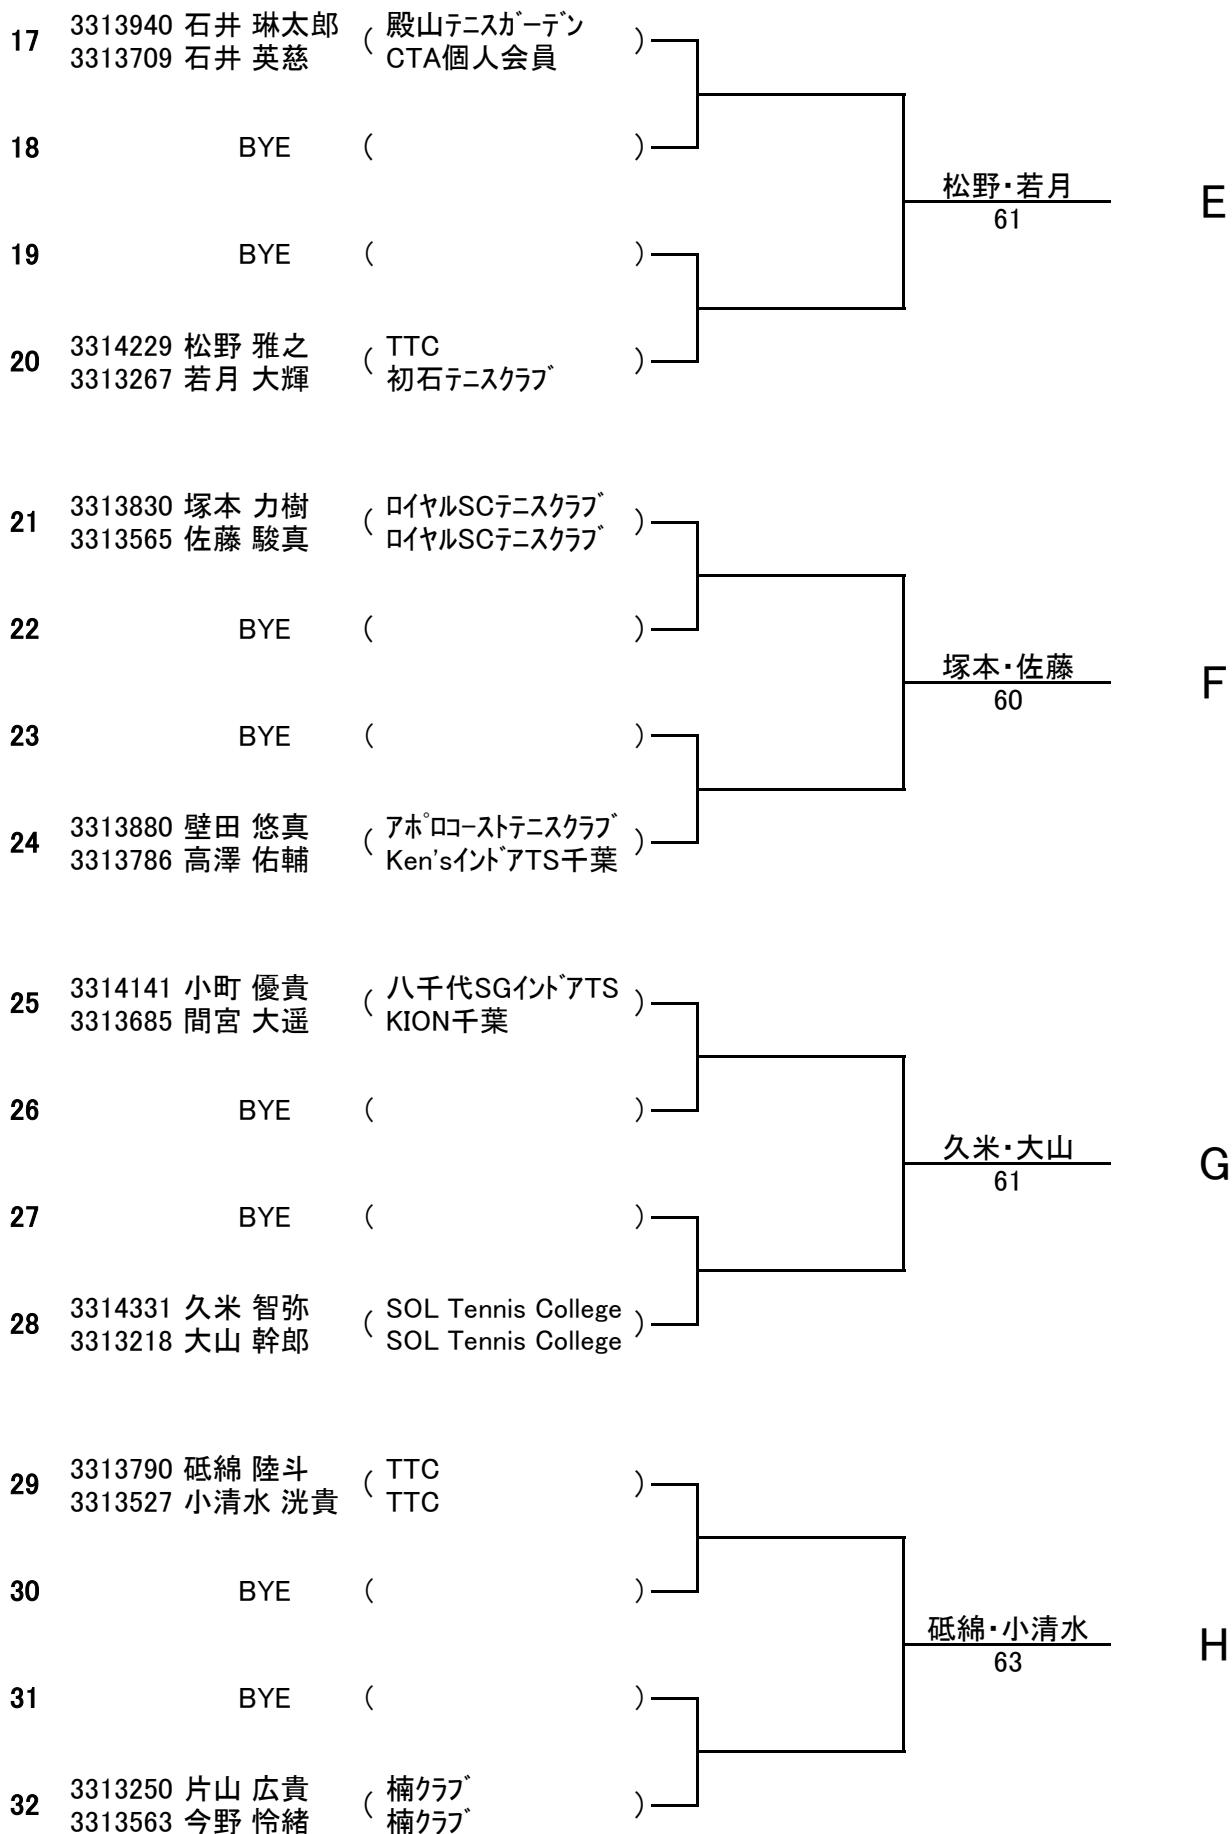 17 3313940 石井 琳太郎 ( 殿山ﾃﾆｽｶﾞｰﾃﾞﾝ )
3313709 石井 英慈 CTA個人会員
18 BYE ( )
松野・若月
61
E
19 BYE ( )
20 3314229 松野 雅之 ( TTC )
3313267 若月 大輝 初石ﾃﾆｽｸﾗﾌﾞ
21 3313830 塚本 力樹 ( ﾛｲﾔﾙSCﾃﾆｽｸﾗﾌﾞ )
3313565 佐藤 駿真 ﾛｲﾔﾙSCﾃﾆｽｸﾗﾌﾞ
22 BYE ( )
塚本・佐藤
60
F
23 BYE ( )
24 3313880 壁田 悠真 ( ｱﾎﾟﾛｺｰｽﾄﾃﾆｽｸﾗﾌﾞ )
3313786 高澤 佑輔 Ken'sｲﾝﾄﾞｱTS千葉
25 3314141 小町 優貴 ( 八千代SGｲﾝﾄﾞｱTS )
3313685 間宮 大遥 KION千葉
26 BYE ( )
久米・大山
61
G
27 BYE ( )
28 3314331 久米 智弥 ( SOL Tennis College )
3313218 大山 幹郎 SOL Tennis College
29 3313790 砥綿 陸斗 ( TTC )
3313527 小清水 洸貴 TTC
30 BYE ( )
砥綿・小清水
63
H
31 BYE ( )
32 3313250 片山 広貴 ( 楠ｸﾗﾌﾞ )
3313563 今野 怜緒 楠ｸﾗﾌﾞ